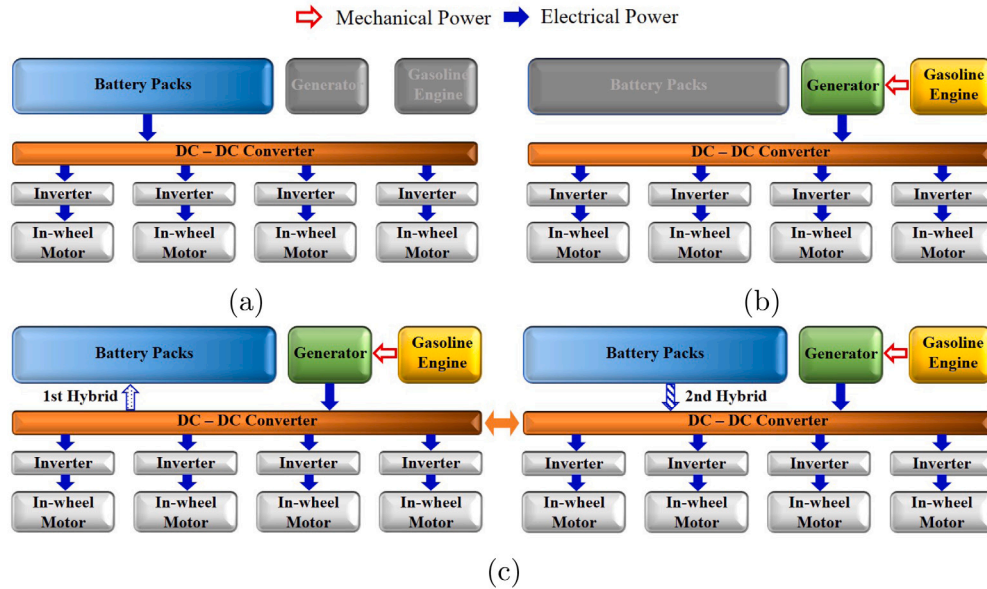 Mechanical Power Electrical Power
Battery Packs Generator Gasoline Engine
DC – DC Converter
Inverter Inverter Inverter Inverter
In-wheel Motor In-wheel Motor In-wheel Motor In-wheel Motor
(a)
Battery Packs Generator Gasoline Engine
DC – DC Converter
Inverter Inverter Inverter Inverter
In-wheel Motor In-wheel Motor In-wheel Motor In-wheel Motor
(b)
Battery Packs Generator Gasoline Engine
1st Hybrid
DC – DC Converter
Inverter Inverter Inverter Inverter
In-wheel Motor In-wheel Motor In-wheel Motor In-wheel Motor
Battery Packs Generator Gasoline Engine
2nd Hybrid
DC – DC Converter
Inverter Inverter Inverter Inverter
In-wheel Motor In-wheel Motor In-wheel Motor In-wheel Motor
(c)